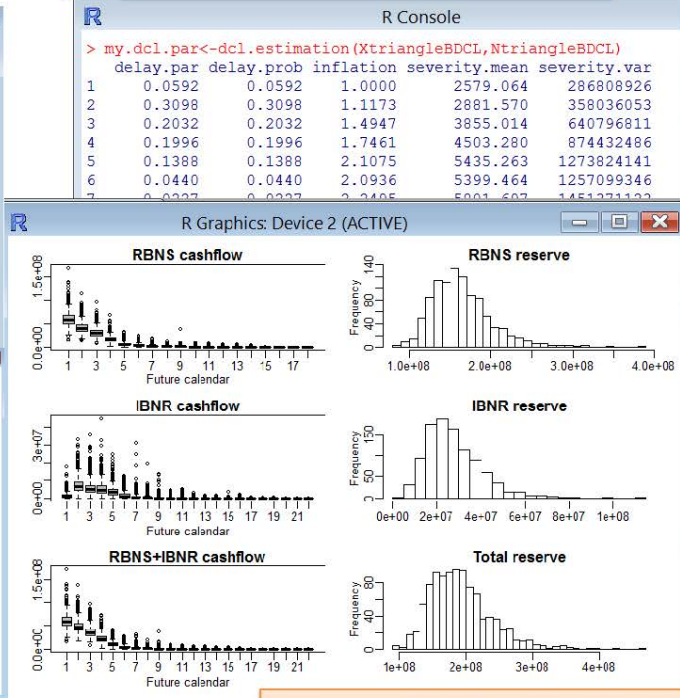 R Console
> my.dcl.par<-dcl.estimation(XtriangleBDCL,NtriangleBDCL)
delay.par delay.prob inflation severity.mean severity.var
1 0.0592 0.0592 1.0000 2579.064 286808926
2 0.3098 0.3098 1.1173 2881.570 358036053
3 0.2032 0.2032 1.4947 3855.014 640796811
4 0.1996 0.1996 1.7461 4503.280 874432486
5 0.1388 0.1388 2.1075 5435.263 1273824141
6 0.0440 0.0440 2.0936 5399.464 1257099346
R Graphics: Device 2 (ACTIVE)
RBNS cashflow
0.0e+00 1.5e+08
1 3 5 7 9 11 13 15 17
Future calendar
RBNS reserve
Frequency
0 40 80 140
1.0e+08 2.0e+08 3.0e+08 4.0e+08
IBNR cashflow
0e+00 3e+07
1 3 5 7 9 11 13 15 17 19 21
Future calendar
IBNR reserve
Frequency
0 50 150
0e+00 2e+07 4e+07 6e+07 8e+07 1e+08
RBNS+IBNR cashflow
0.0e+00 1.5e+08
1 3 5 7 9 11 13 15 17 19 21
Future calendar
Total reserve
Frequency
0 40 80
1e+08 2e+08 3e+08 4e+08